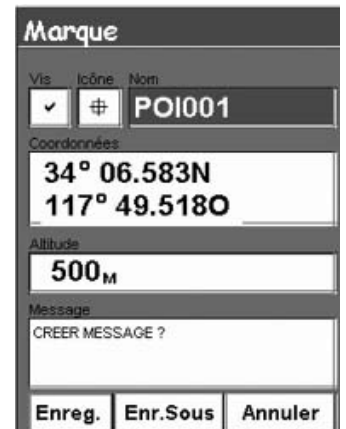 Marque
Vis Icône Nom
POI001
Coordonnées
34° 06.583N
117° 49.518O
Altitude
500M
Message
CREER MESSAGE ?
Enreg. Enr.Sous Annuler